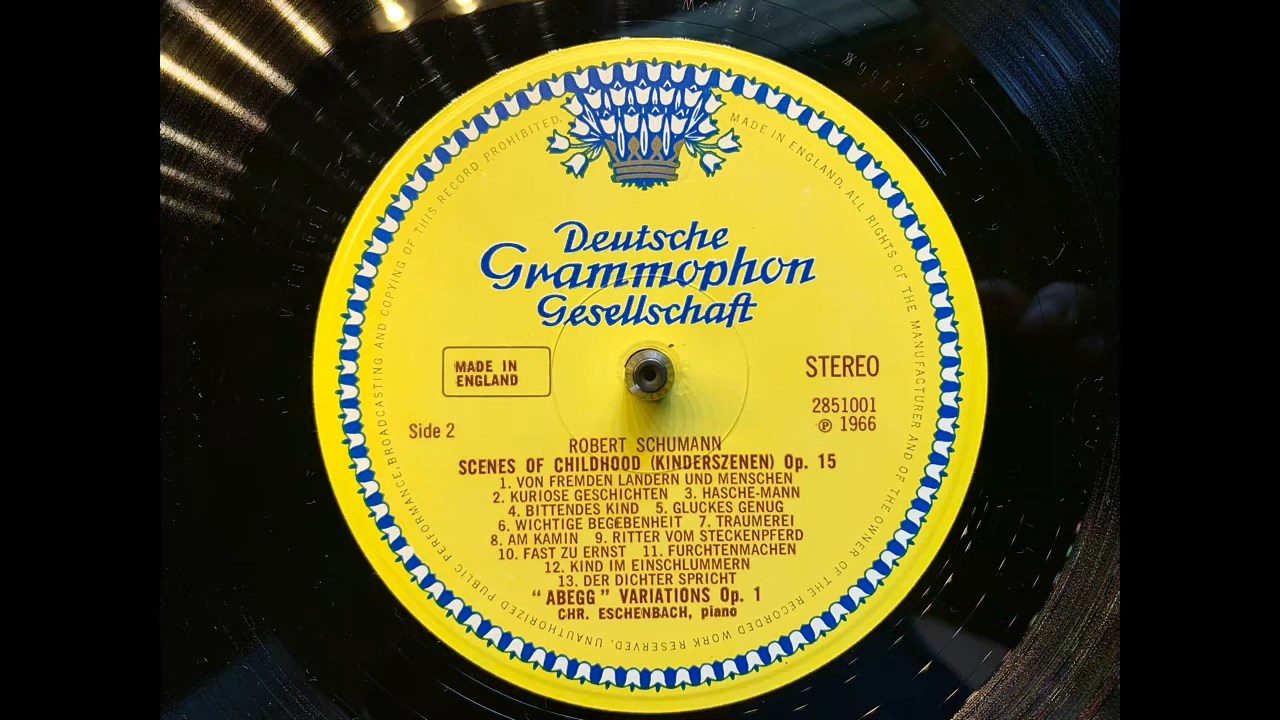 Deutsche
Grammophon
Gesellschaft
MADE IN
ENGLAND
STEREO
2851001
℗ 1966
Side 2
ROBERT SCHUMANN
SCENES OF CHILDHOOD (KINDERSZENEN) Op. 15
1. VON FREMDEN LANDERN UND MENSCHEN
2. KURIOSE GESCHICHTEN 3. HASCHE-MANN
4. BITTENDES KIND 5. GLUCKES GENUG
6. WICHTIGE BEGEBENHEIT 7. TRAUMEREI
8. AM KAMIN 9. RITTER VOM STECKENPFERD
10. FAST ZU ERNST 11. FURCHTENMACHEN
12. KIND IM EINSCHLUMMERN
13. DER DICHTER SPRICHT
"ABEGG" VARIATIONS Op. 1
CHR. ESCHENBACH, piano
MADE IN ENGLAND. ALL RIGHTS OF THE MANUFACTURER AND OF THE OWNER OF THE RECORDED WORK RESERVED. UNAUTHORIZED PUBLIC PERFORMANCE, BROADCASTING AND COPYING OF THIS RECORD PROHIBITED.